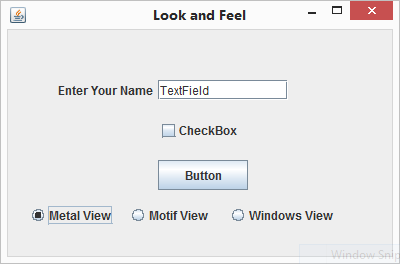 Look and Feel
Enter Your Name TextField
CheckBox
Button
Metal View Motif View Windows View
Window Snip